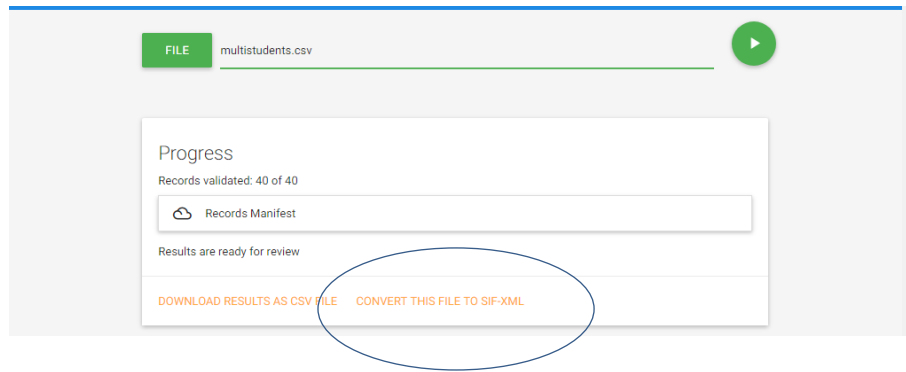 FILE multistudents.csv
Progress
Records validated: 40 of 40
Records Manifest
Results are ready for review
DOWNLOAD RESULTS AS CSV FILE CONVERT THIS FILE TO SIF-XML